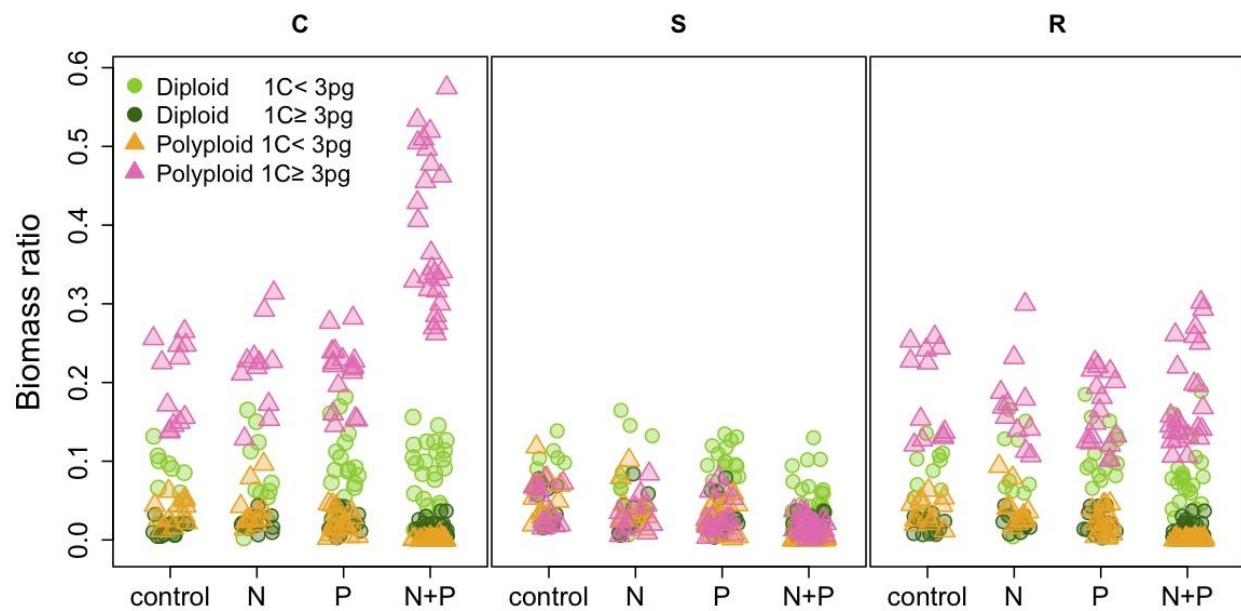 C S R
Biomass ratio
0.6
0.5
0.4
0.3
0.2
0.1
0.0
Diploid 1C< 3pg
Diploid 1C≥ 3pg
Polyploid 1C< 3pg
Polyploid 1C≥ 3pg
control N P N+P control N P N+P control N P N+P